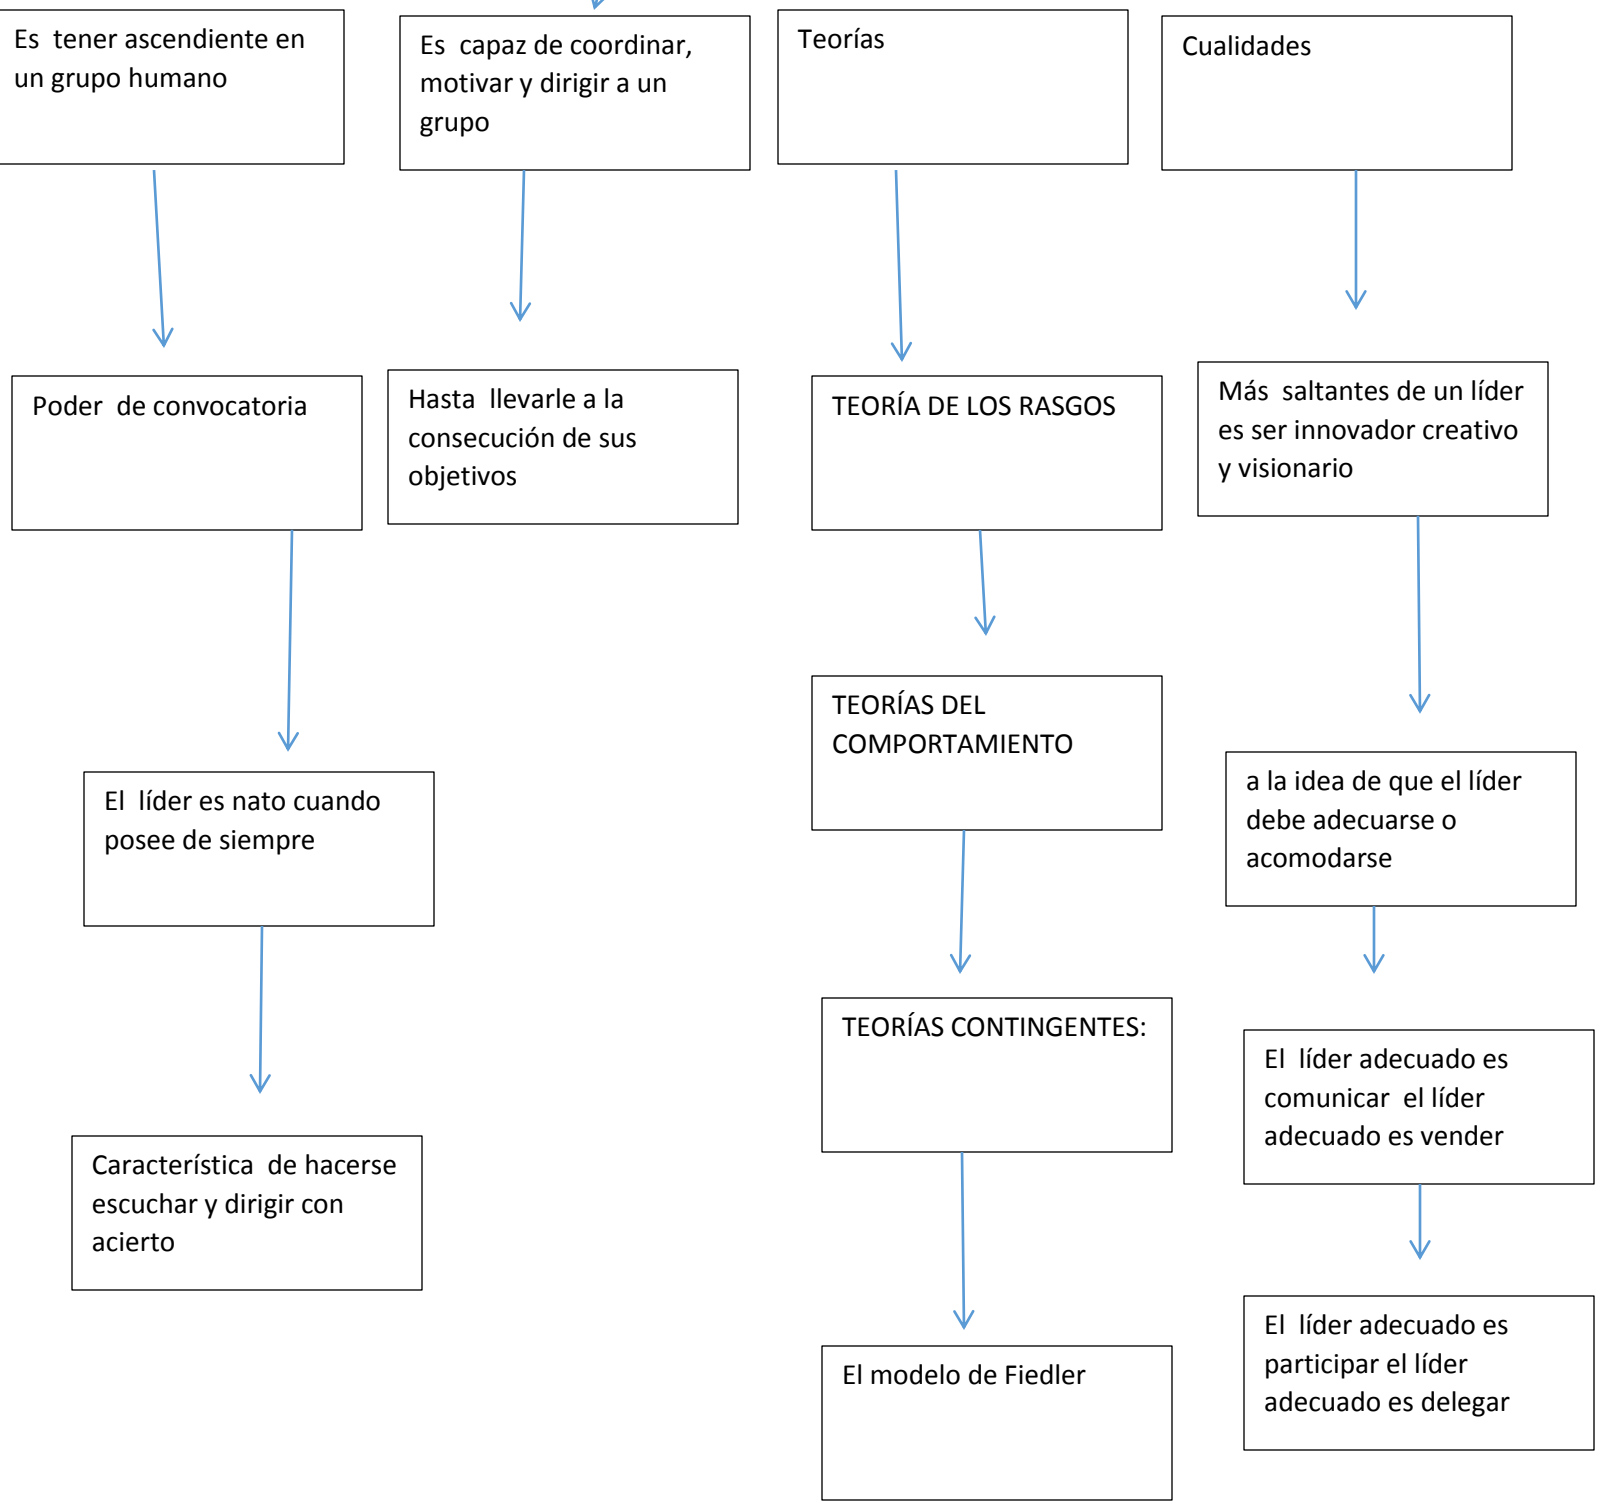 Es  tener ascendiente en
un grupo humano
Es  capaz de coordinar,
motivar y dirigir a un
grupo
Teorías
Cualidades
Poder  de convocatoria
Hasta  llevarle a la
consecución de sus
objetivos
TEORÍA DE LOS RASGOS
Más  saltantes de un líder
es ser innovador creativo
y visionario
El  líder es nato cuando
posee de siempre
TEORÍAS DEL
COMPORTAMIENTO
a la idea de que el líder
debe adecuarse o
acomodarse
Característica  de hacerse
escuchar y dirigir con
acierto
TEORÍAS CONTINGENTES:
El  líder adecuado es
comunicar  el líder
adecuado es vender
El modelo de Fiedler
El  líder adecuado es
participar el líder
adecuado es delegar